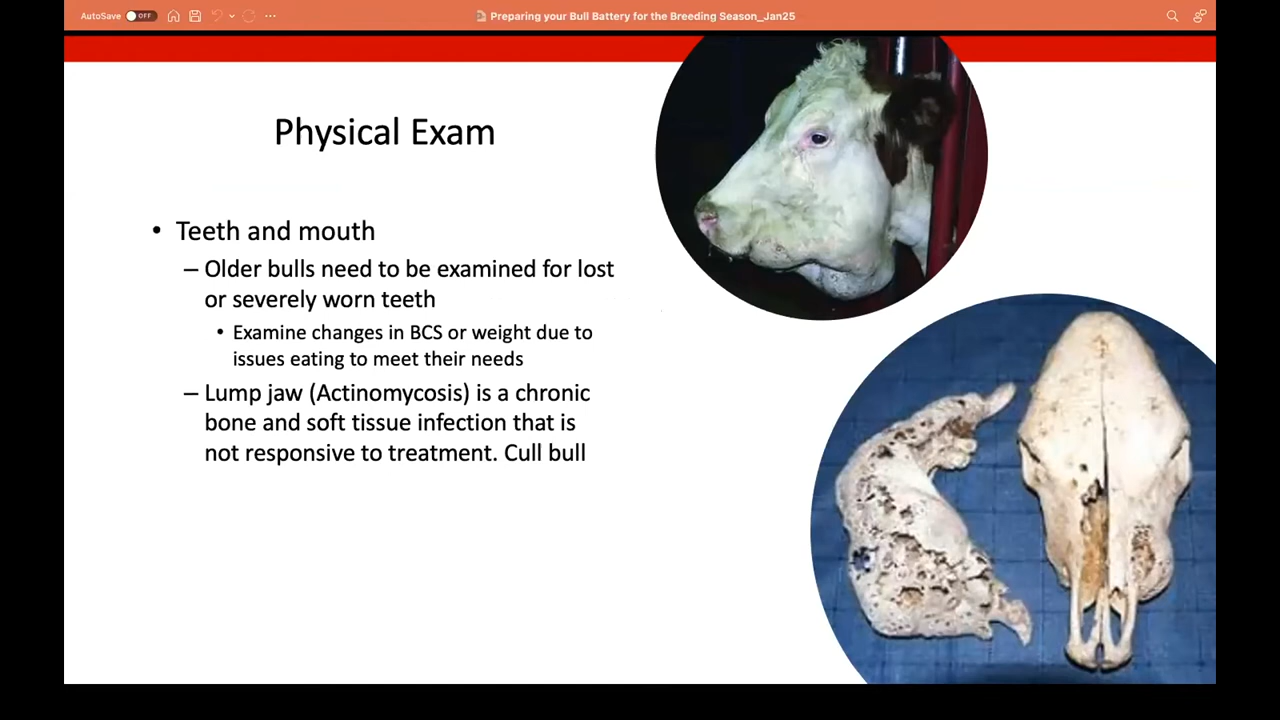 AutoSave OFF
Preparing your Bull Battery for the Breeding Season_Jan25
Physical Exam
• Teeth and mouth
– Older bulls need to be examined for lost
or severely worn teeth
• Examine changes in BCS or weight due to
issues eating to meet their needs
– Lump jaw (Actinomycosis) is a chronic
bone and soft tissue infection that is
not responsive to treatment. Cull bull